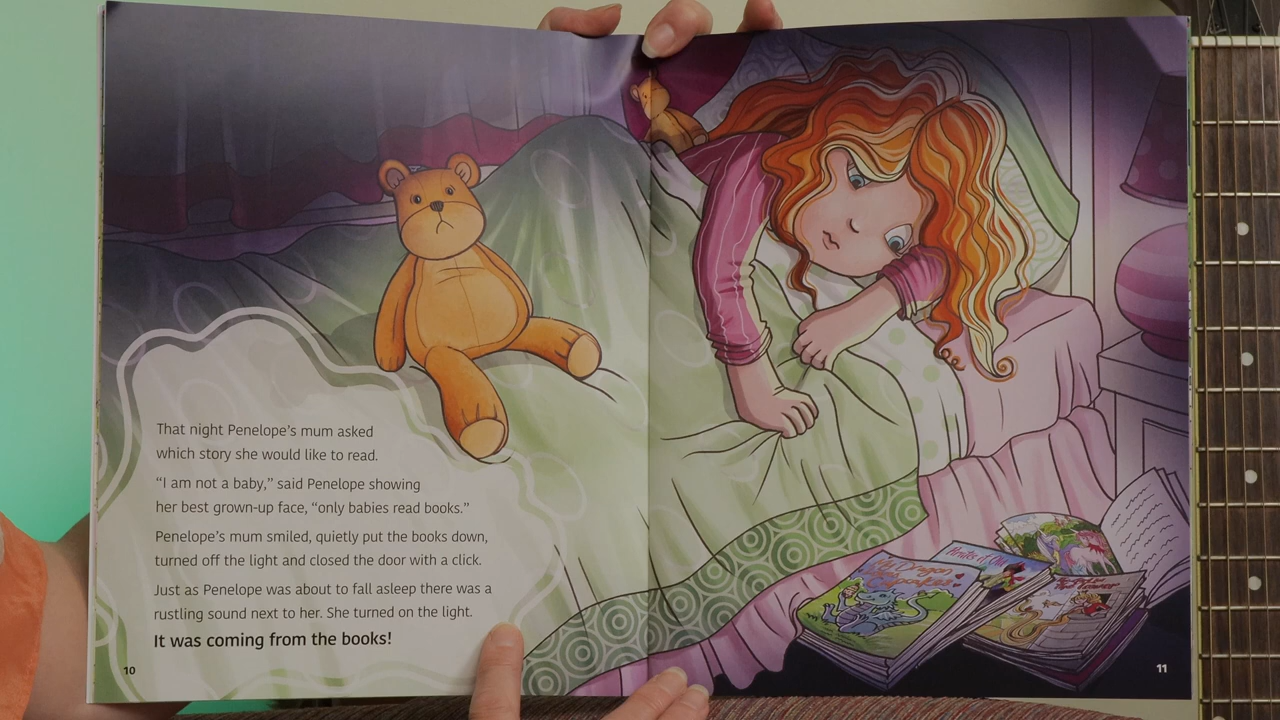 That night Penelope's mum asked
which story she would like to read.
“I am not a baby,” said Penelope showing
her best grown-up face, “only babies read books.”
Penelope's mum smiled, quietly put the books down,
turned off the light and closed the door with a click.
Just as Penelope was about to fall asleep there was a
rustling sound next to her. She turned on the light.
It was coming from the books!
10
My Dragon
11